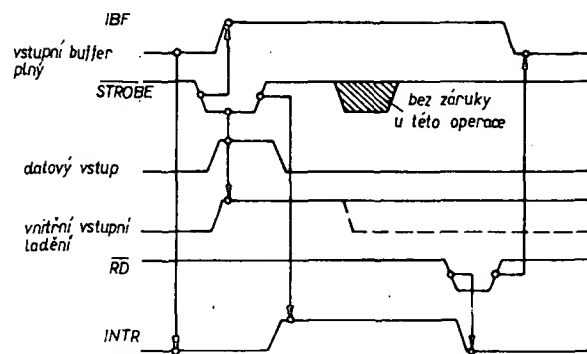 IBF
vstupní buffer
plný
STROBE
bez záruky
u této operace
datový vstup
vnitřní vstupní
ladění
RD
INTR